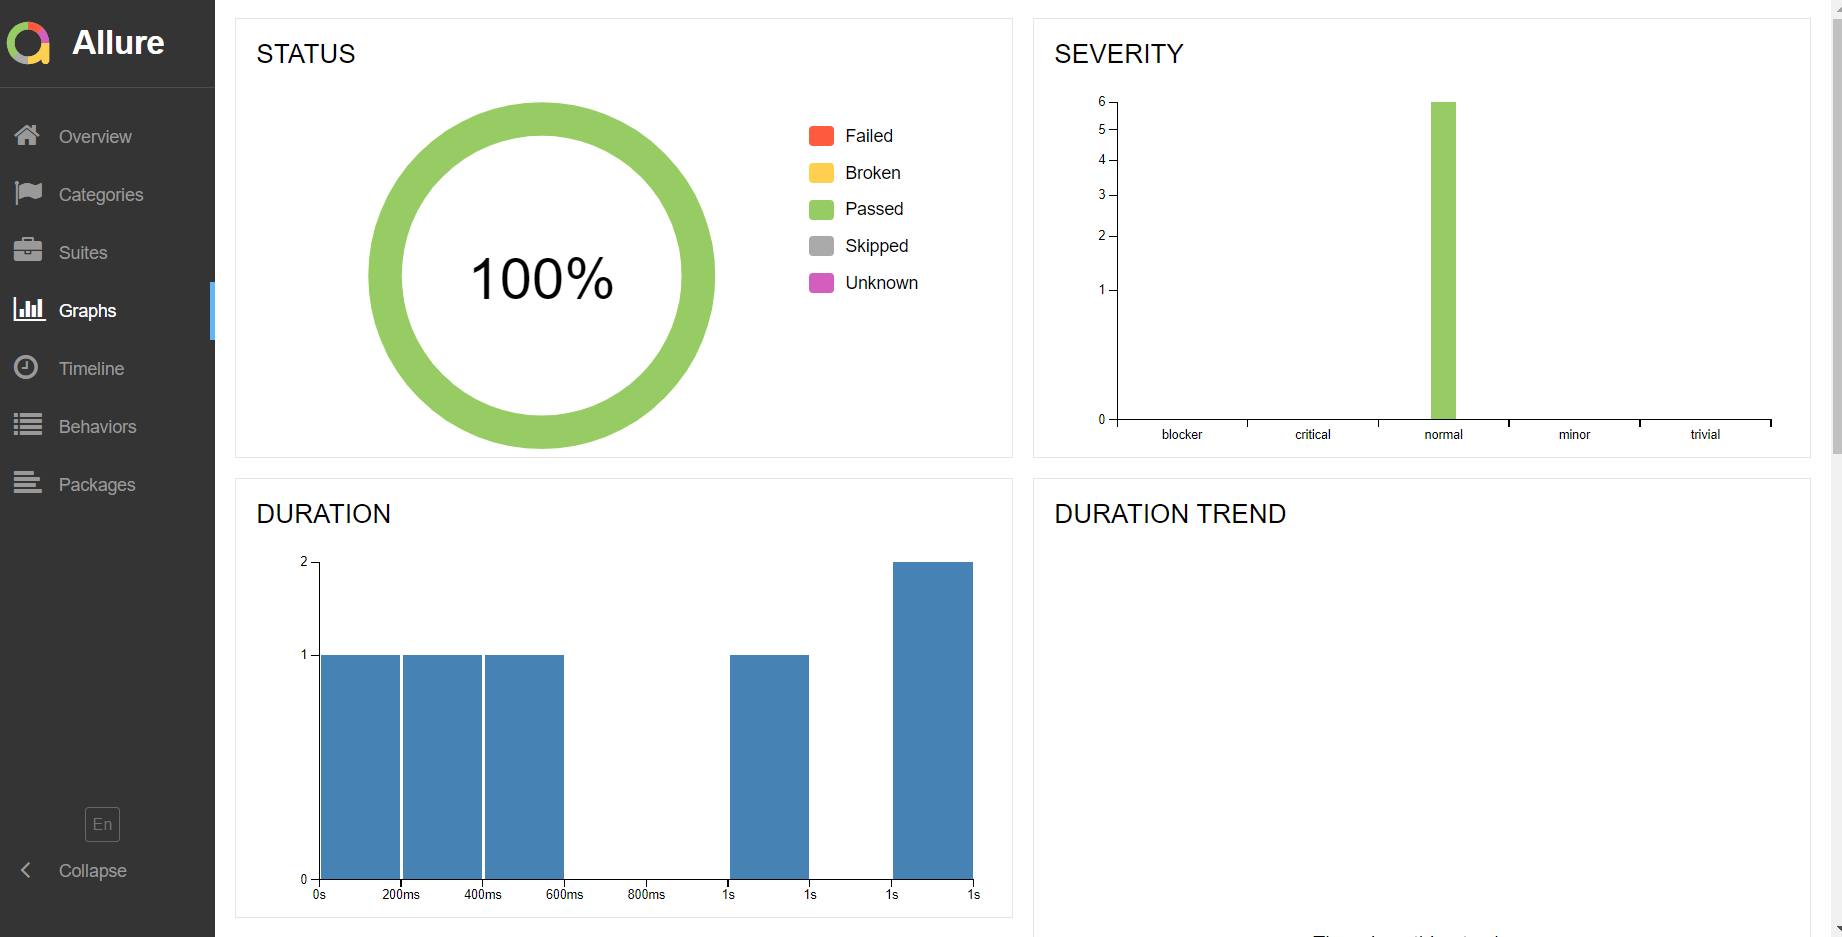 Allure
Overview
Categories
Suites
Graphs
Timeline
Behaviors
Packages
En
Collapse
STATUS
100%
Failed
Broken
Passed
Skipped
Unknown
SEVERITY
6
5
4
3
2
1
0
blocker critical normal minor trivial
DURATION
2
1
0
0s 200ms 400ms 600ms 800ms 1s 1s 1s 1s
DURATION TREND